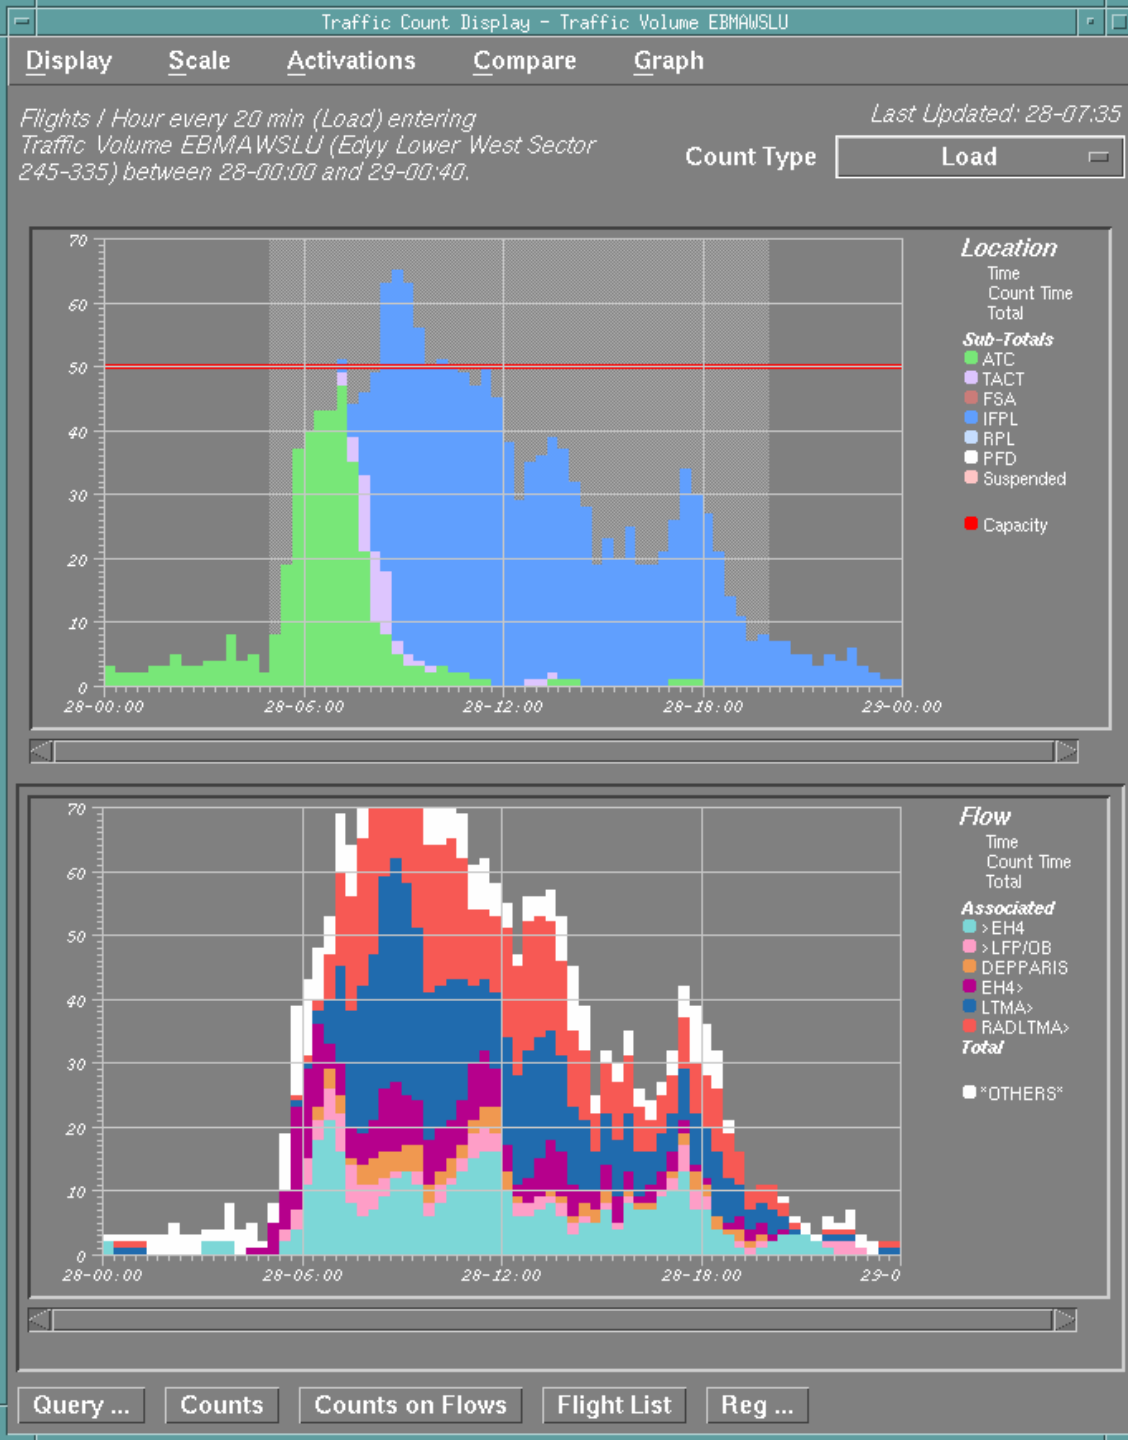 Traffic Count Display - Traffic Volume EBMAWSLU
Display Scale Activations Compare Graph
Flights / Hour every 20 min (Load) entering
Traffic Volume EBMAWSLU (Edyy Lower West Sector
245-335) between 28-00:00 and 29-00:40.
Last Updated: 28-07:35
Count Type Load
70
60
50
40
30
20
10
0
28-00:00 28-06:00 28-12:00 28-18:00 29-00:00
Location
Time
Count Time
Total
Sub-Totals
ATC
TACT
FSA
IFPL
RPL
PFD
Suspended
Capacity
70
60
50
40
30
20
10
0
28-00:00 28-06:00 28-12:00 28-18:00 29-0
Flow
Time
Count Time
Total
Associated
>EH4
>LFP/OB
DEPPARIS
EH4>
LTMA>
RADLTMA>
Total
*OTHERS*
Query ... Counts Counts on Flows Flight List Reg ...